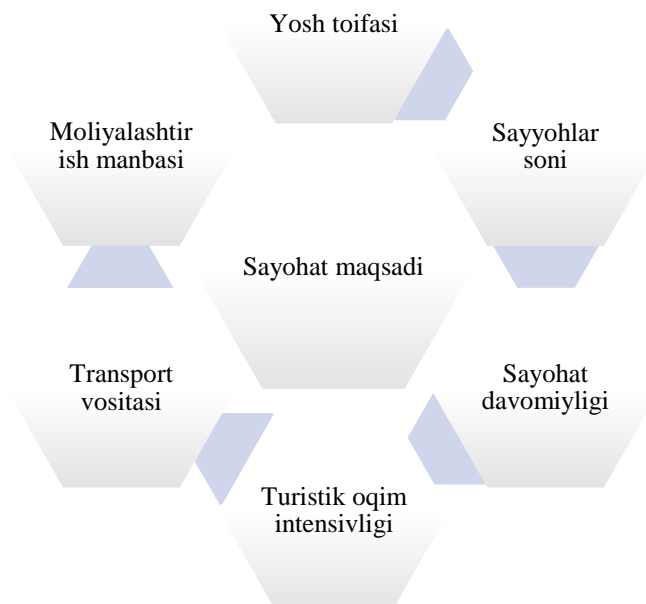 Yosh toifasi
Sayyohlar
soni
Sayohat
davomiyligi
Turistik oqim
intensivligi
Transport
vositasi
Moliyalashtir
ish manbasi
Sayohat maqsadi